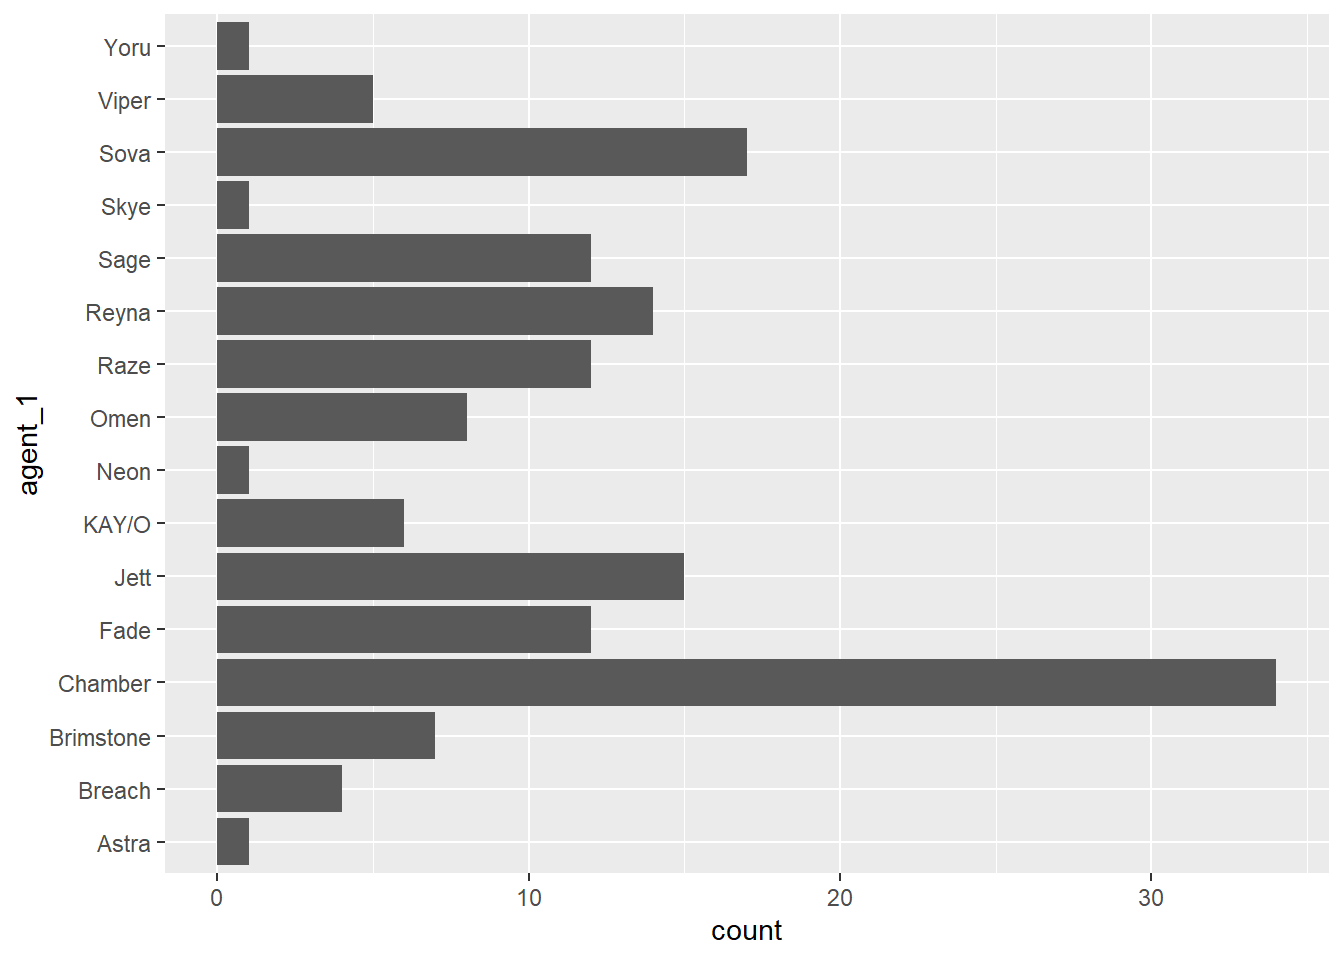 Yoru
Viper
Sova
Skye
Sage
Reyna
Raze
Omen
Neon
KAY/O
Jett
Fade
Chamber
Brimstone
Breach
Astra
agent_1
0 10 20 30
count